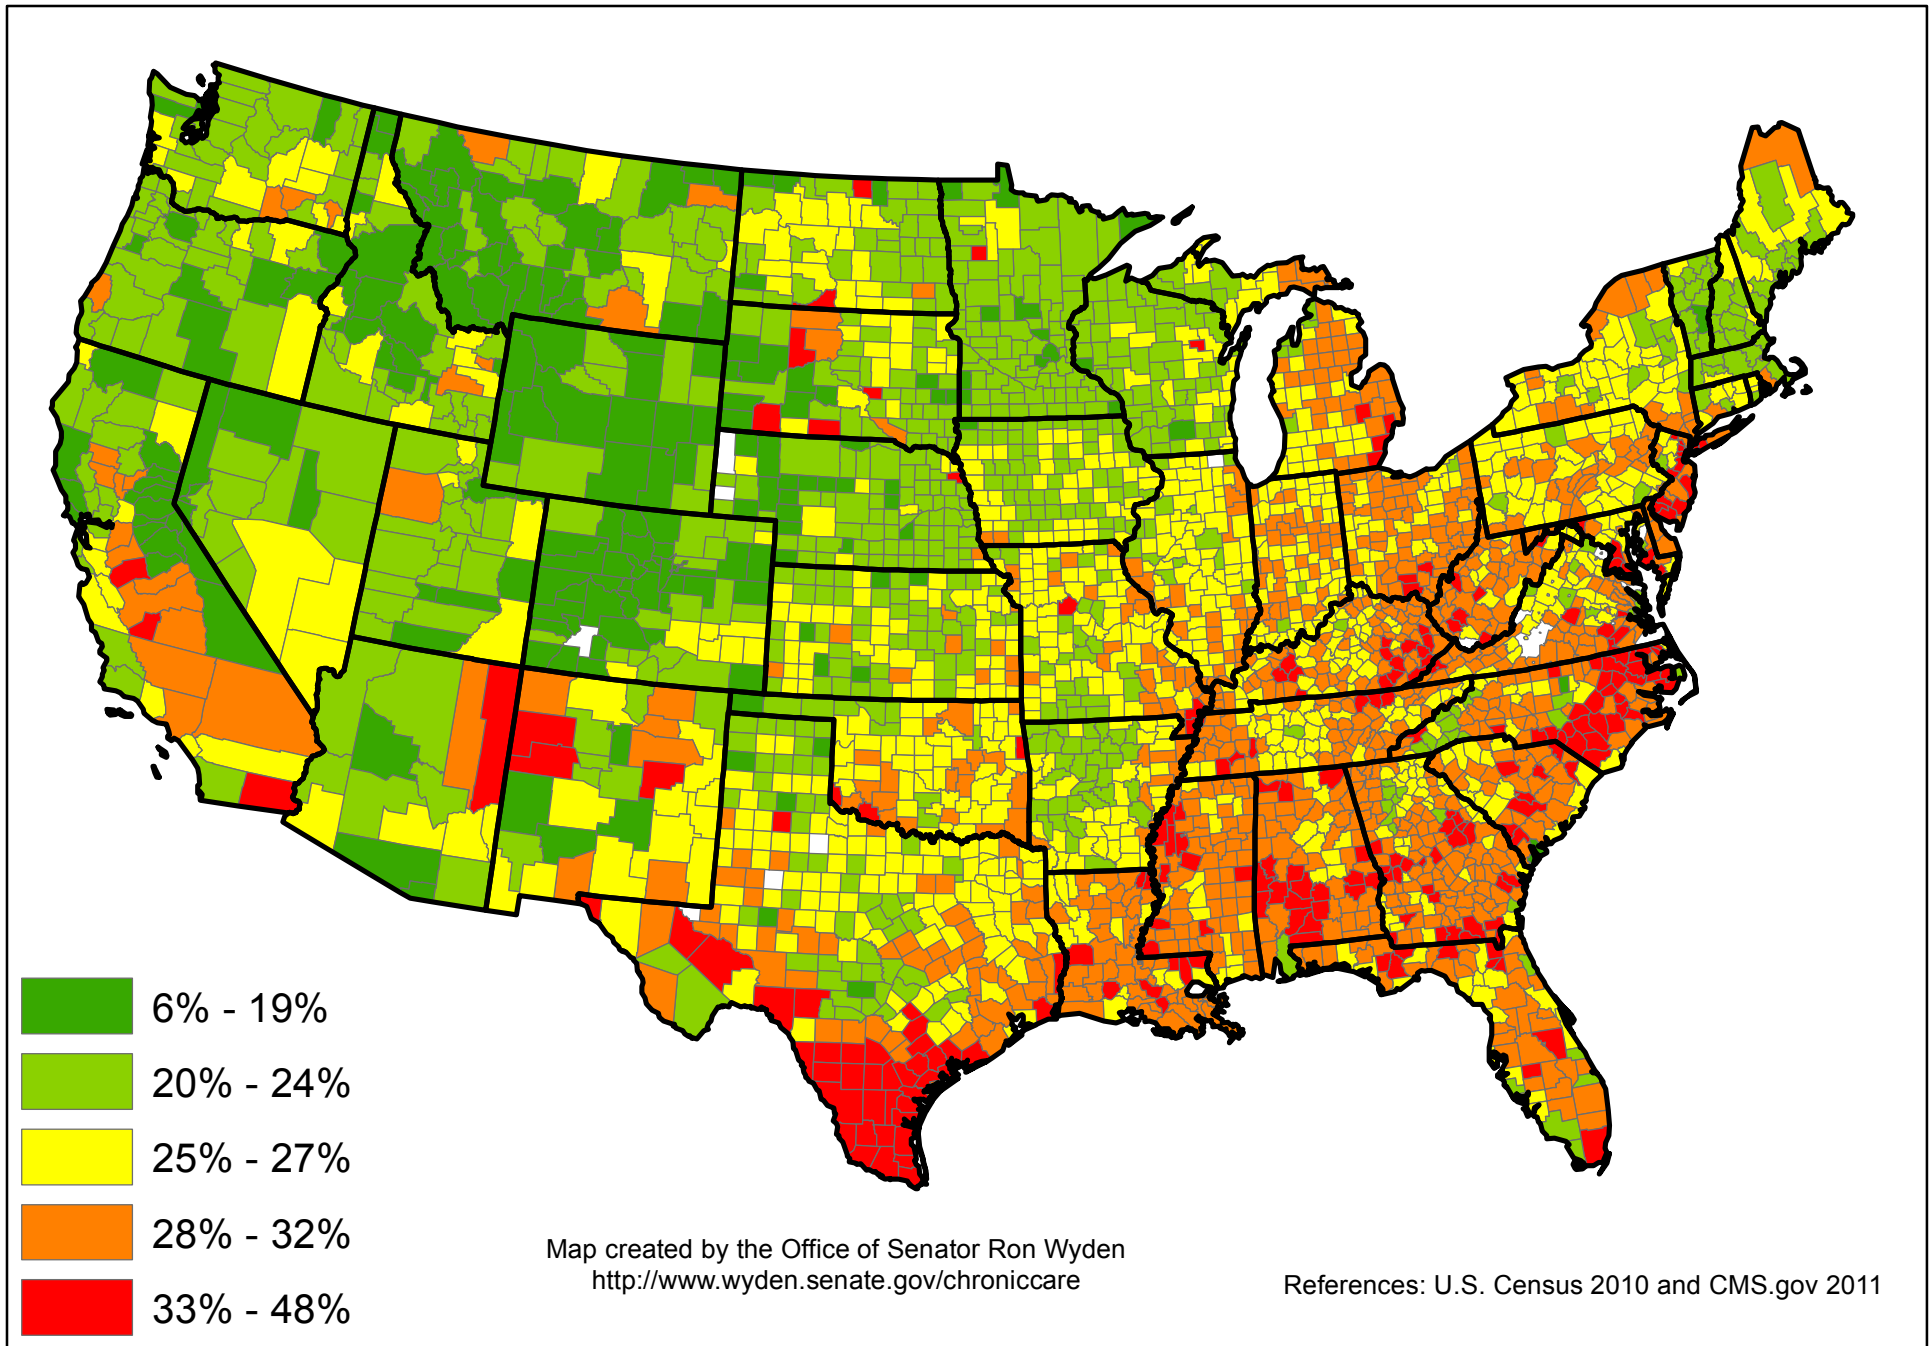 6% - 19%
20% - 24%
25% - 27%
28% - 32%
33% - 48%
Map created by the Office of Senator Ron Wyden
http://www.wyden.senate.gov/chroniccare
References: U.S. Census 2010 and CMS.gov 2011